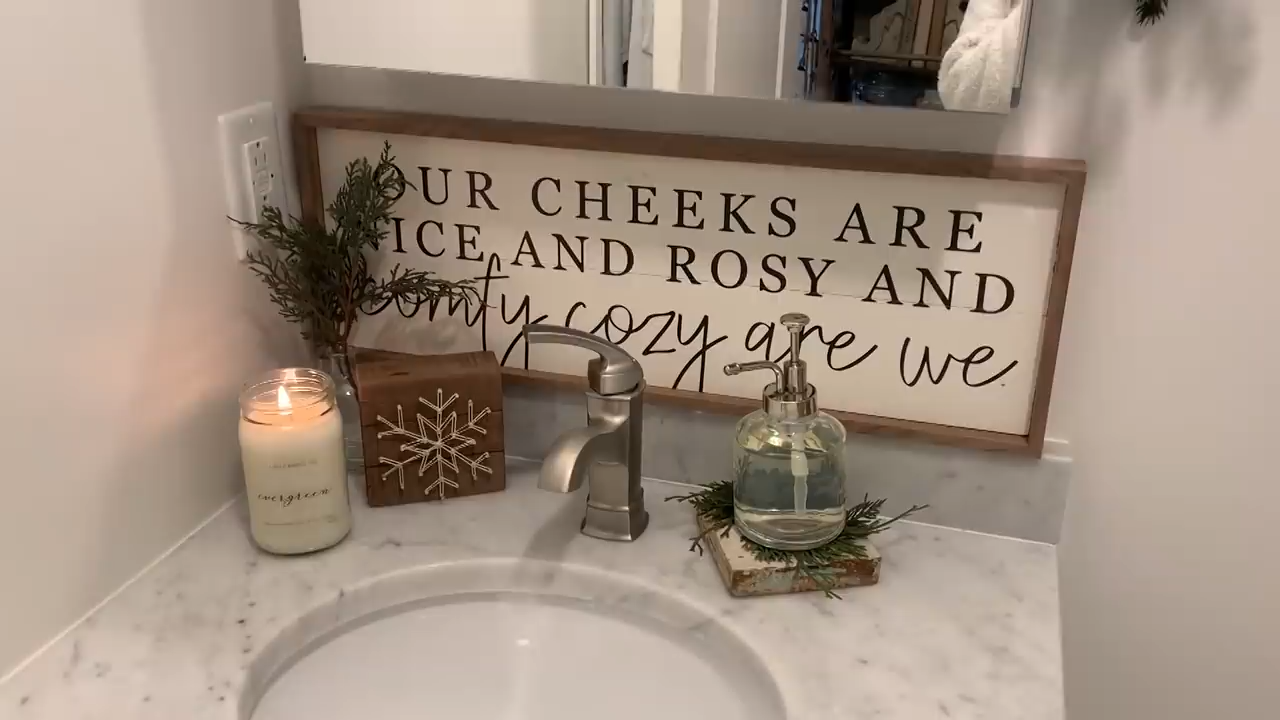 OUR CHEEKS ARE
ICE AND ROSY AND
comfy cozy are we
evergreen